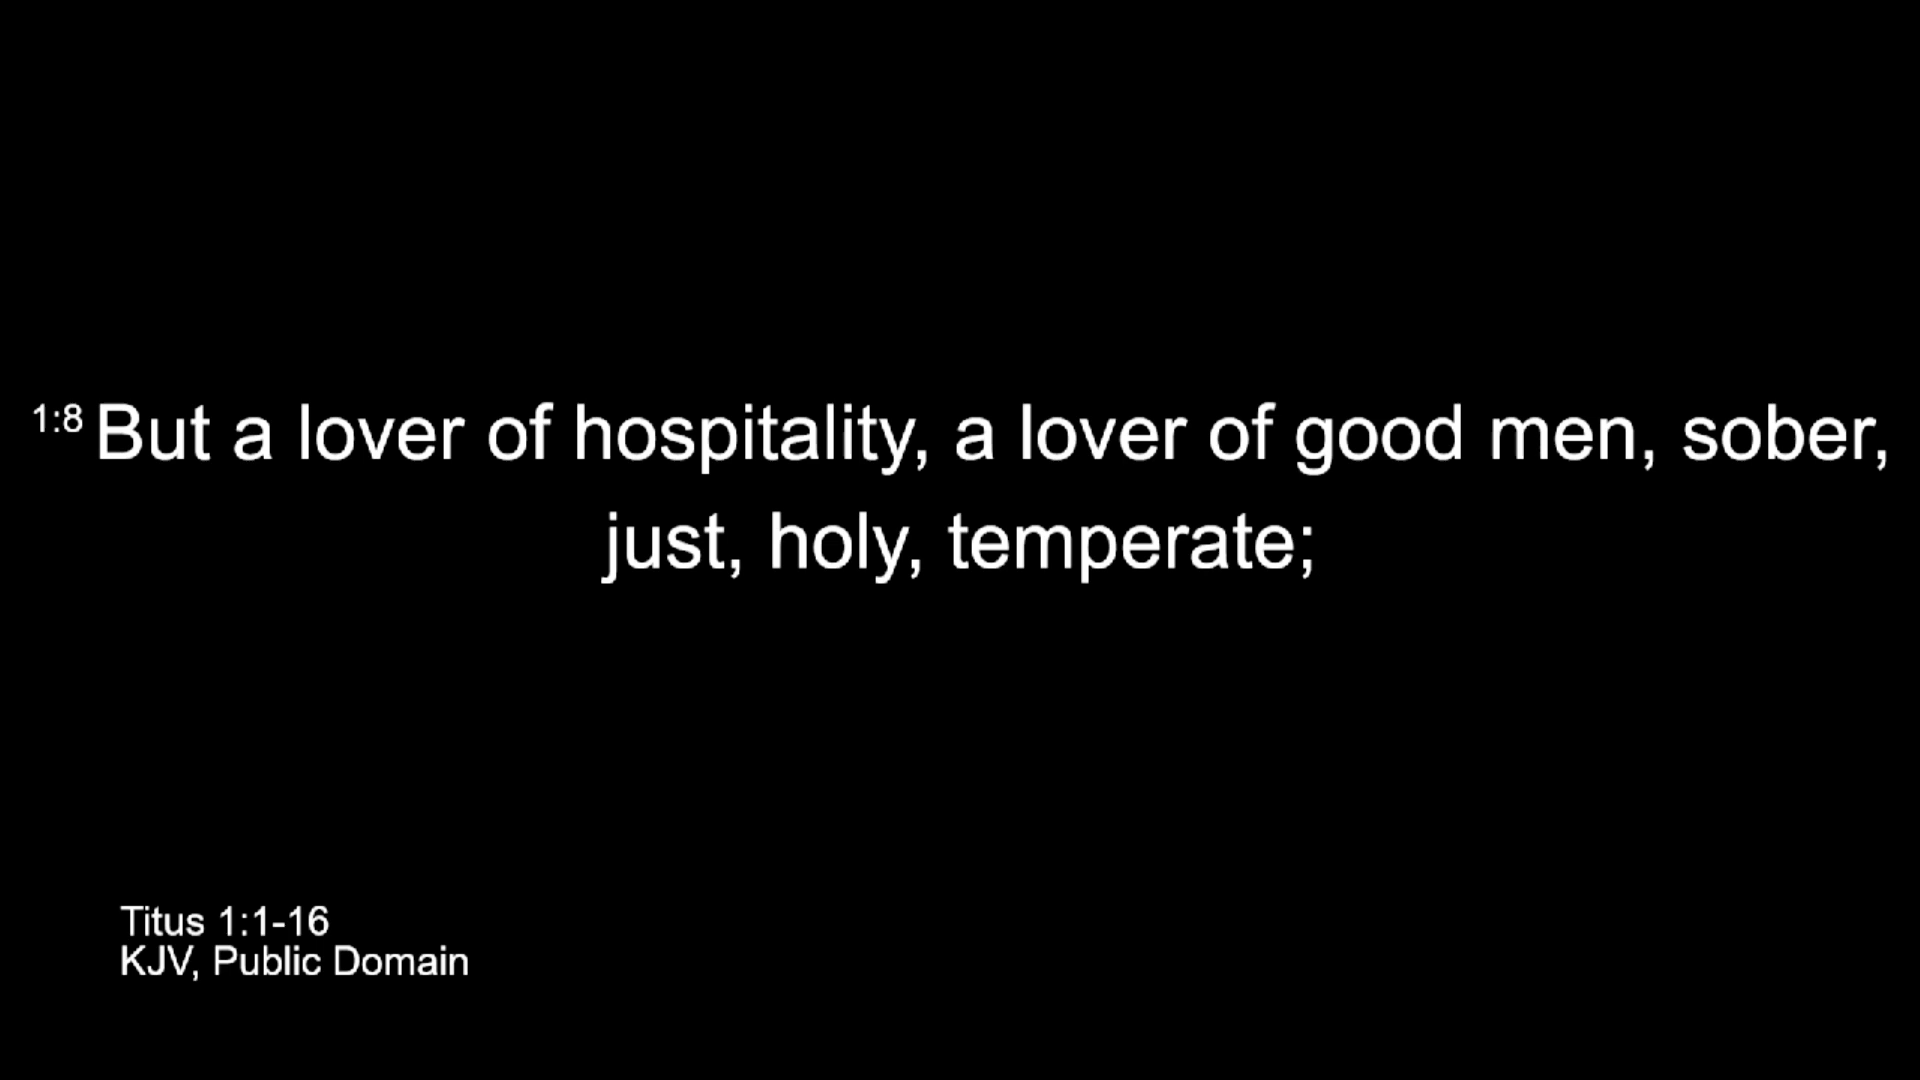 1:8 But a lover of hospitality, a lover of good men, sober,
just, holy, temperate;
Titus 1:1-16
KJV, Public Domain